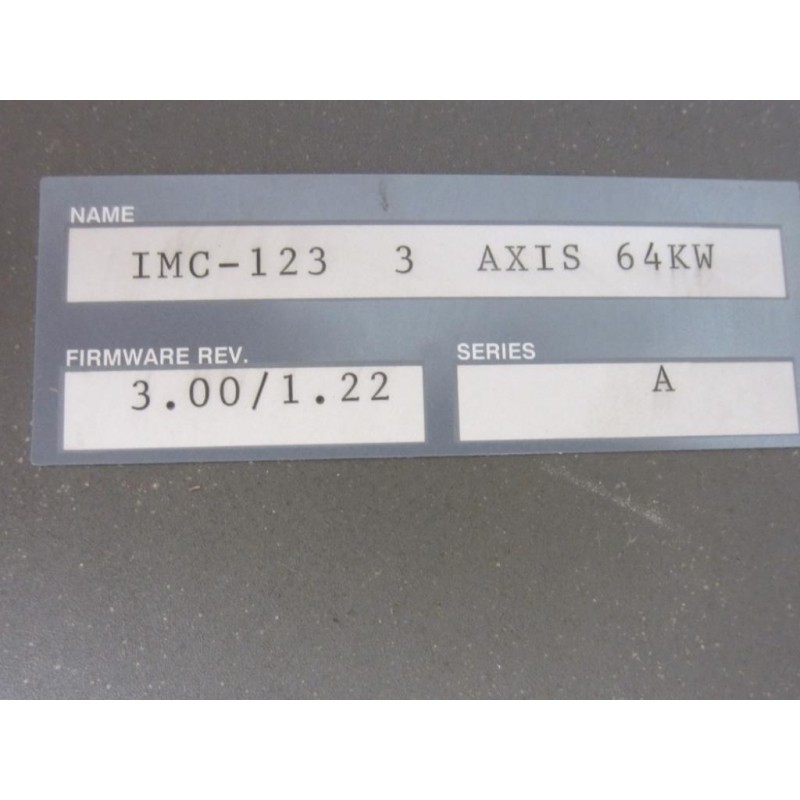 NAME
IMC-123 3 AXIS 64KW
FIRMWARE REV.
3.00/1.22
SERIES
A